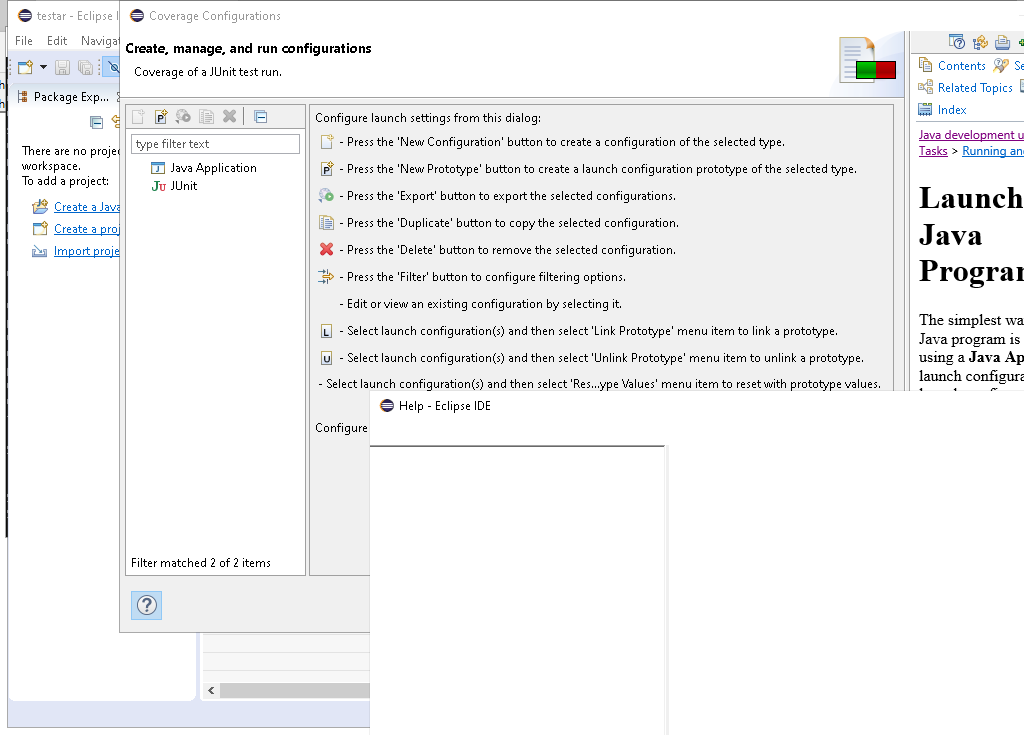 testar - Eclipse I
File Edit Navigat
Package Exp...
There are no proje
workspace.
To add a project:
Create a Java
Create a proj
Import proje
Coverage Configurations
Create, manage, and run configurations
Coverage of a JUnit test run.
type filter text
Java Application
JUnit
Filter matched 2 of 2 items
Configure launch settings from this dialog:
- Press the 'New Configuration' button to create a configuration of the selected type.
- Press the 'New Prototype' button to create a launch configuration prototype of the selected type.
- Press the 'Export' button to export the selected configurations.
- Press the 'Duplicate' button to copy the selected configuration.
- Press the 'Delete' button to remove the selected configuration.
- Press the 'Filter' button to configure filtering options.
- Edit or view an existing configuration by selecting it.
- Select launch configuration(s) and then select 'Link Prototype' menu item to link a prototype.
- Select launch configuration(s) and then select 'Unlink Prototype' menu item to unlink a prototype.
- Select launch configuration(s) and then select 'Res...ype Values' menu item to reset with prototype values.
Configure
Help - Eclipse IDE
Contents Se
Related Topics
Index
Java development u
Tasks > Running an
Launch
Java
Program
The simplest wa
Java program is
using a Java Ap
launch configura